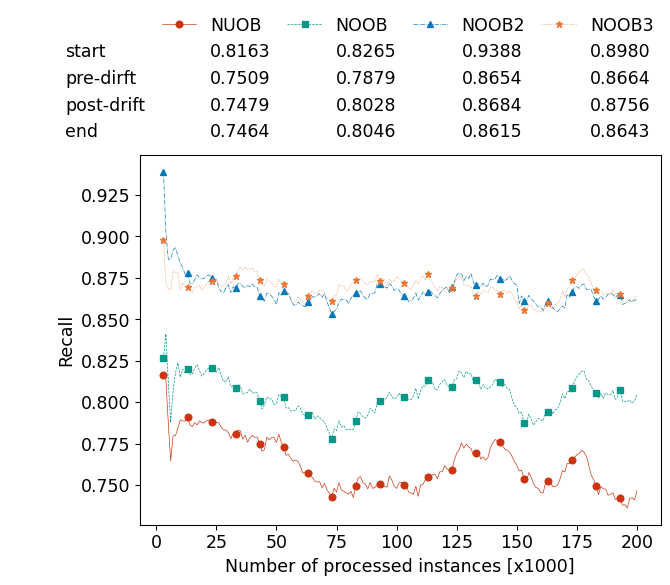 NUOB NOOB NOOB2 NOOB3
start 0.8163 0.8265 0.9388 0.8980
pre-dirft 0.7509 0.7879 0.8654 0.8664
post-drift 0.7479 0.8028 0.8684 0.8756
end 0.7464 0.8046 0.8615 0.8643
0.925
0.900
0.875
0.850
0.825
0.800
0.775
0.750
Recall
0 25 50 75 100 125 150 175 200
Number of processed instances [x1000]